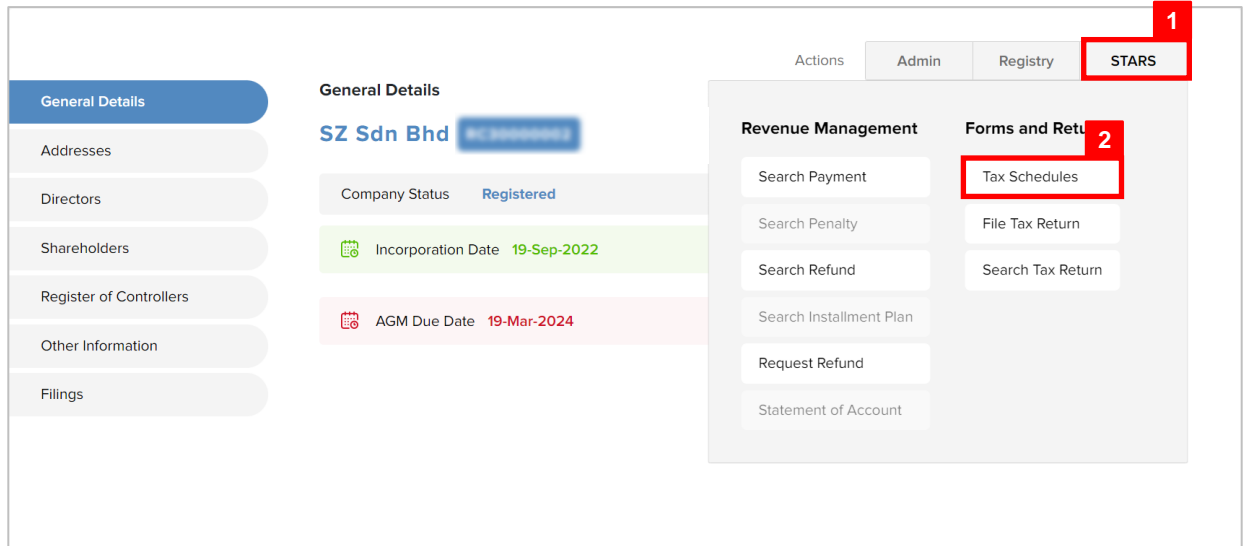 1
Actions
Admin
Registry
STARS
General Details
Addresses
Directors
Shareholders
Register of Controllers
Other Information
Filings
General Details
SZ Sdn Bhd
Company Status Registered
Incorporation Date 19-Sep-2022
AGM Due Date 19-Mar-2024
Revenue Management
Search Payment
Search Penalty
Search Refund
Search Installment Plan
Request Refund
Statement of Account
Forms and Retu
2
Tax Schedules
File Tax Return
Search Tax Return